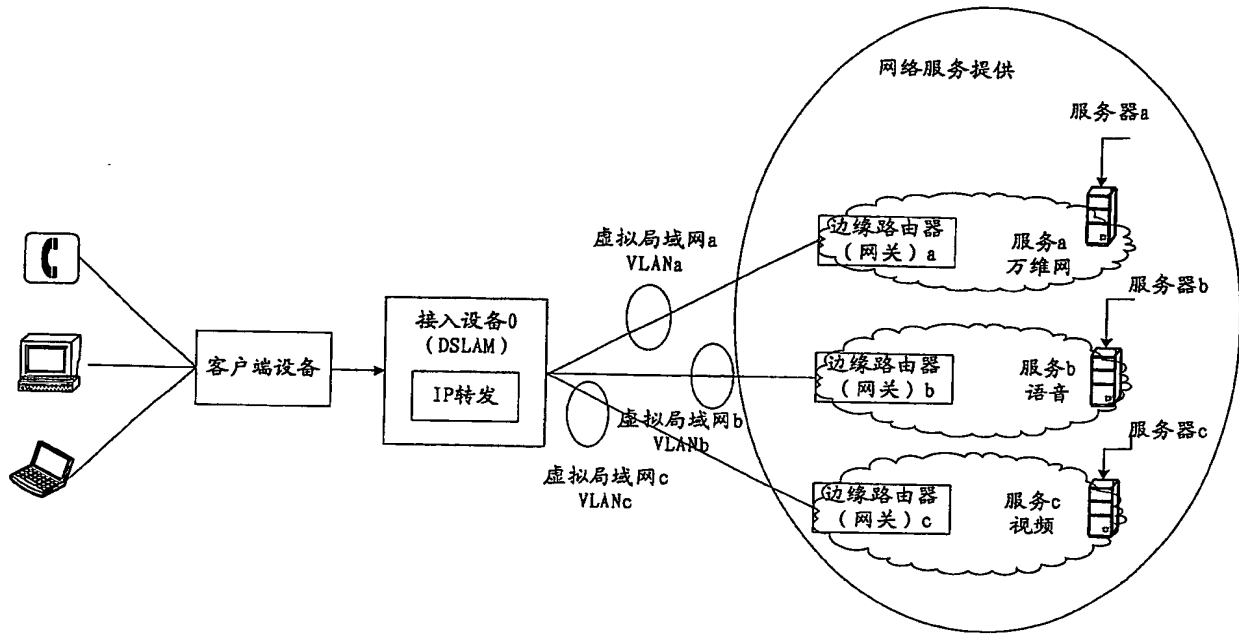 网络服务提供
服务器a
边缘路由器
（网关）a
服务a
万维网
虚拟局域网a
VLANa
服务器b
接入设备0
（DSLAM）
IP转发
客户端设备
边缘路由器
（网关）b
服务b
语音
虚拟局域网b
VLANb
服务器c
虚拟局域网c
VLANc
边缘路由器
（网关）c
服务c
视频